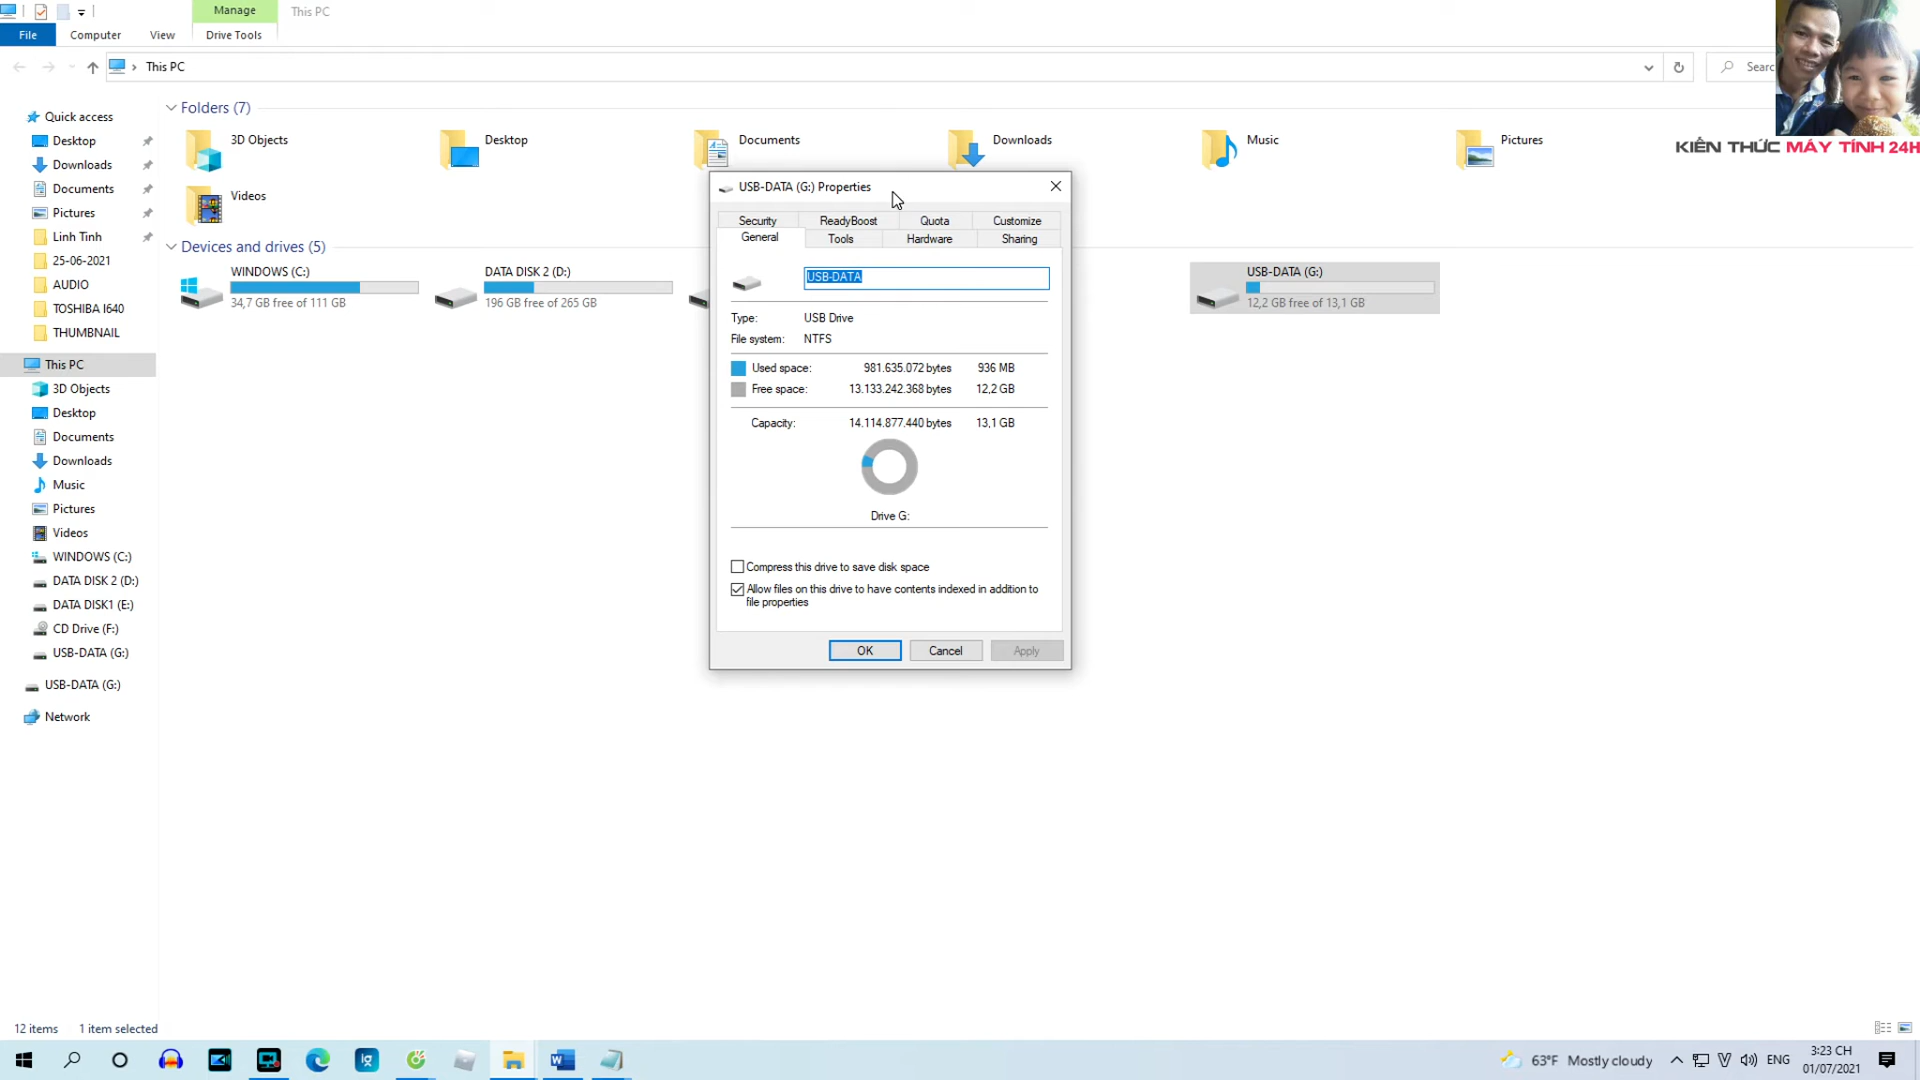 Manage
This PC
File
Computer
View
Drive Tools
This PC
Searc
KIẾN THỨC MÁY TÍNH 24H
Quick access
Desktop
Downloads
Documents
Pictures
Linh Tinh
25-06-2021
AUDIO
TOSHIBA l640
THUMBNAIL
This PC
3D Objects
Desktop
Documents
Downloads
Music
Pictures
Videos
WINDOWS (C:)
DATA DISK 2 (D:)
DATA DISK1 (E:)
CD Drive (F:)
USB-DATA (G:)
USB-DATA (G:)
Network
Folders (7)
3D Objects
Desktop
Documents
Downloads
Music
Pictures
Videos
Devices and drives (5)
WINDOWS (C:)
34,7 GB free of 111 GB
DATA DISK 2 (D:)
196 GB free of 265 GB
USB-DATA (G:)
12,2 GB free of 13,1 GB
USB-DATA (G:) Properties
Security
ReadyBoost
Quota
Customize
General
Tools
Hardware
Sharing
USB-DATA
Type: USB Drive
File system: NTFS
Used space: 981.635.072 bytes 936 MB
Free space: 13.133.242.368 bytes 12,2 GB
Capacity: 14.114.877.440 bytes 13,1 GB
Drive G:
Compress this drive to save disk space
Allow files on this drive to have contents indexed in addition to
file properties
OK
Cancel
Apply
12 items
1 item selected
63°F Mostly cloudy
ENG
3:23 CH
01/07/2021